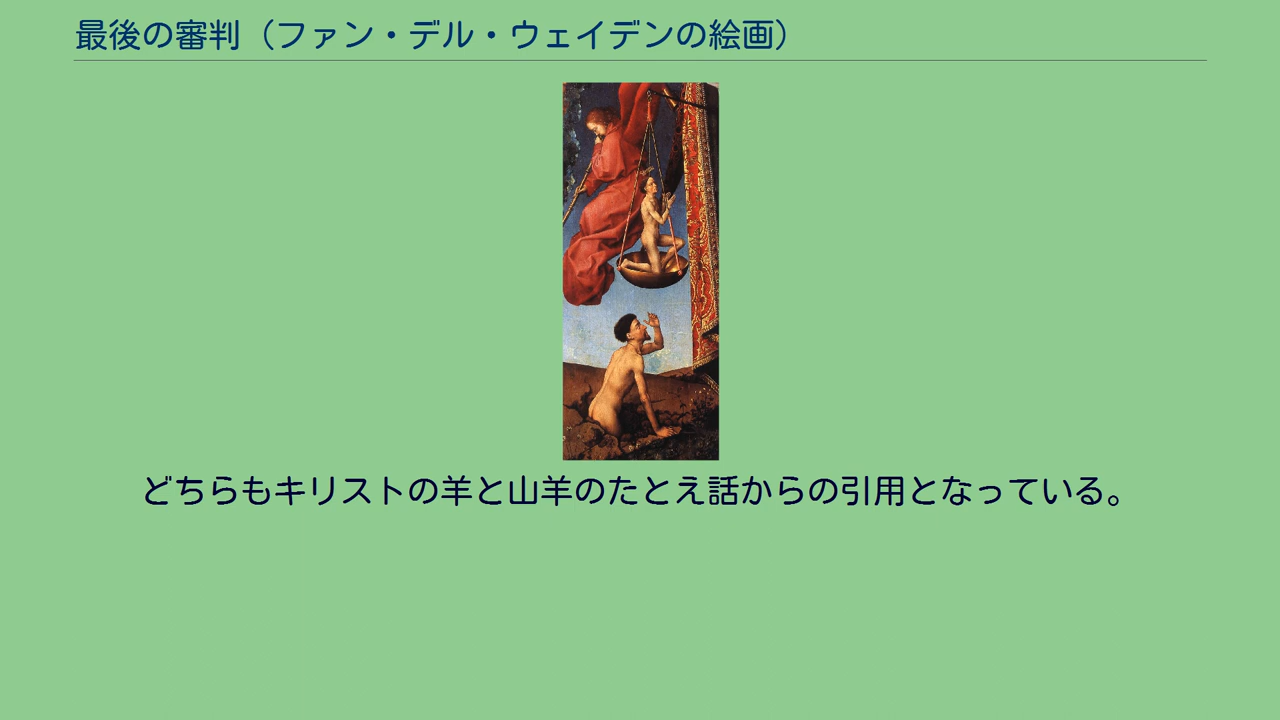 最後の審判（ファン・デル・ウェイデンの絵画）
どちらもキリストの羊と山羊のたとえ話からの引用となっている。